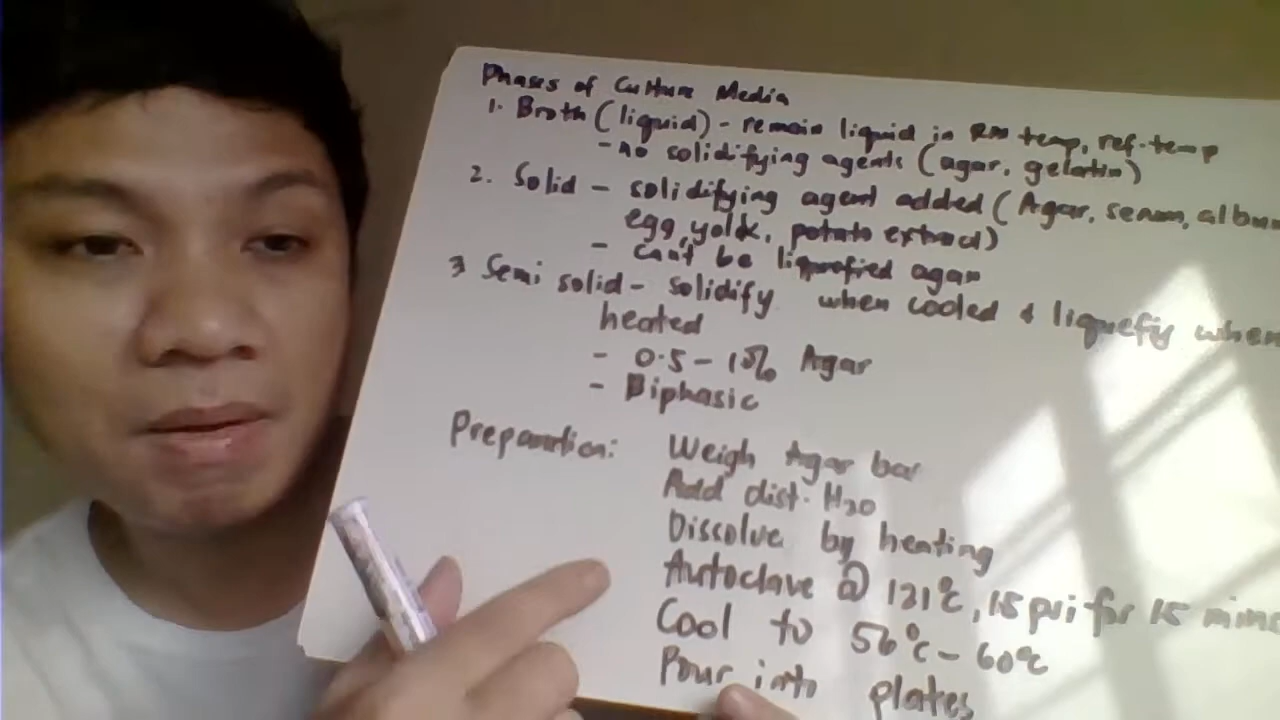 Phases of Culture Media
1. Broth (liquid) - remain liquid in RM temp, ref. temp
- no solidifying agents (agar, gelatin)
2. Solid - solidifying agent added (Agar, serum, albu
egg, yolk, potato extract)
- can't be liquefied again
3 Semi solid - solidify when cooled & liquefy when
heated
- 0.5 - 1% Agar
- Biphasic
Preparation: Weigh Agar bar
Add dist. H2O
Dissolve by heating
Autoclave @ 121°C, 15 psi for 15 mins
Cool to 56°C - 60°C
Pour into plates